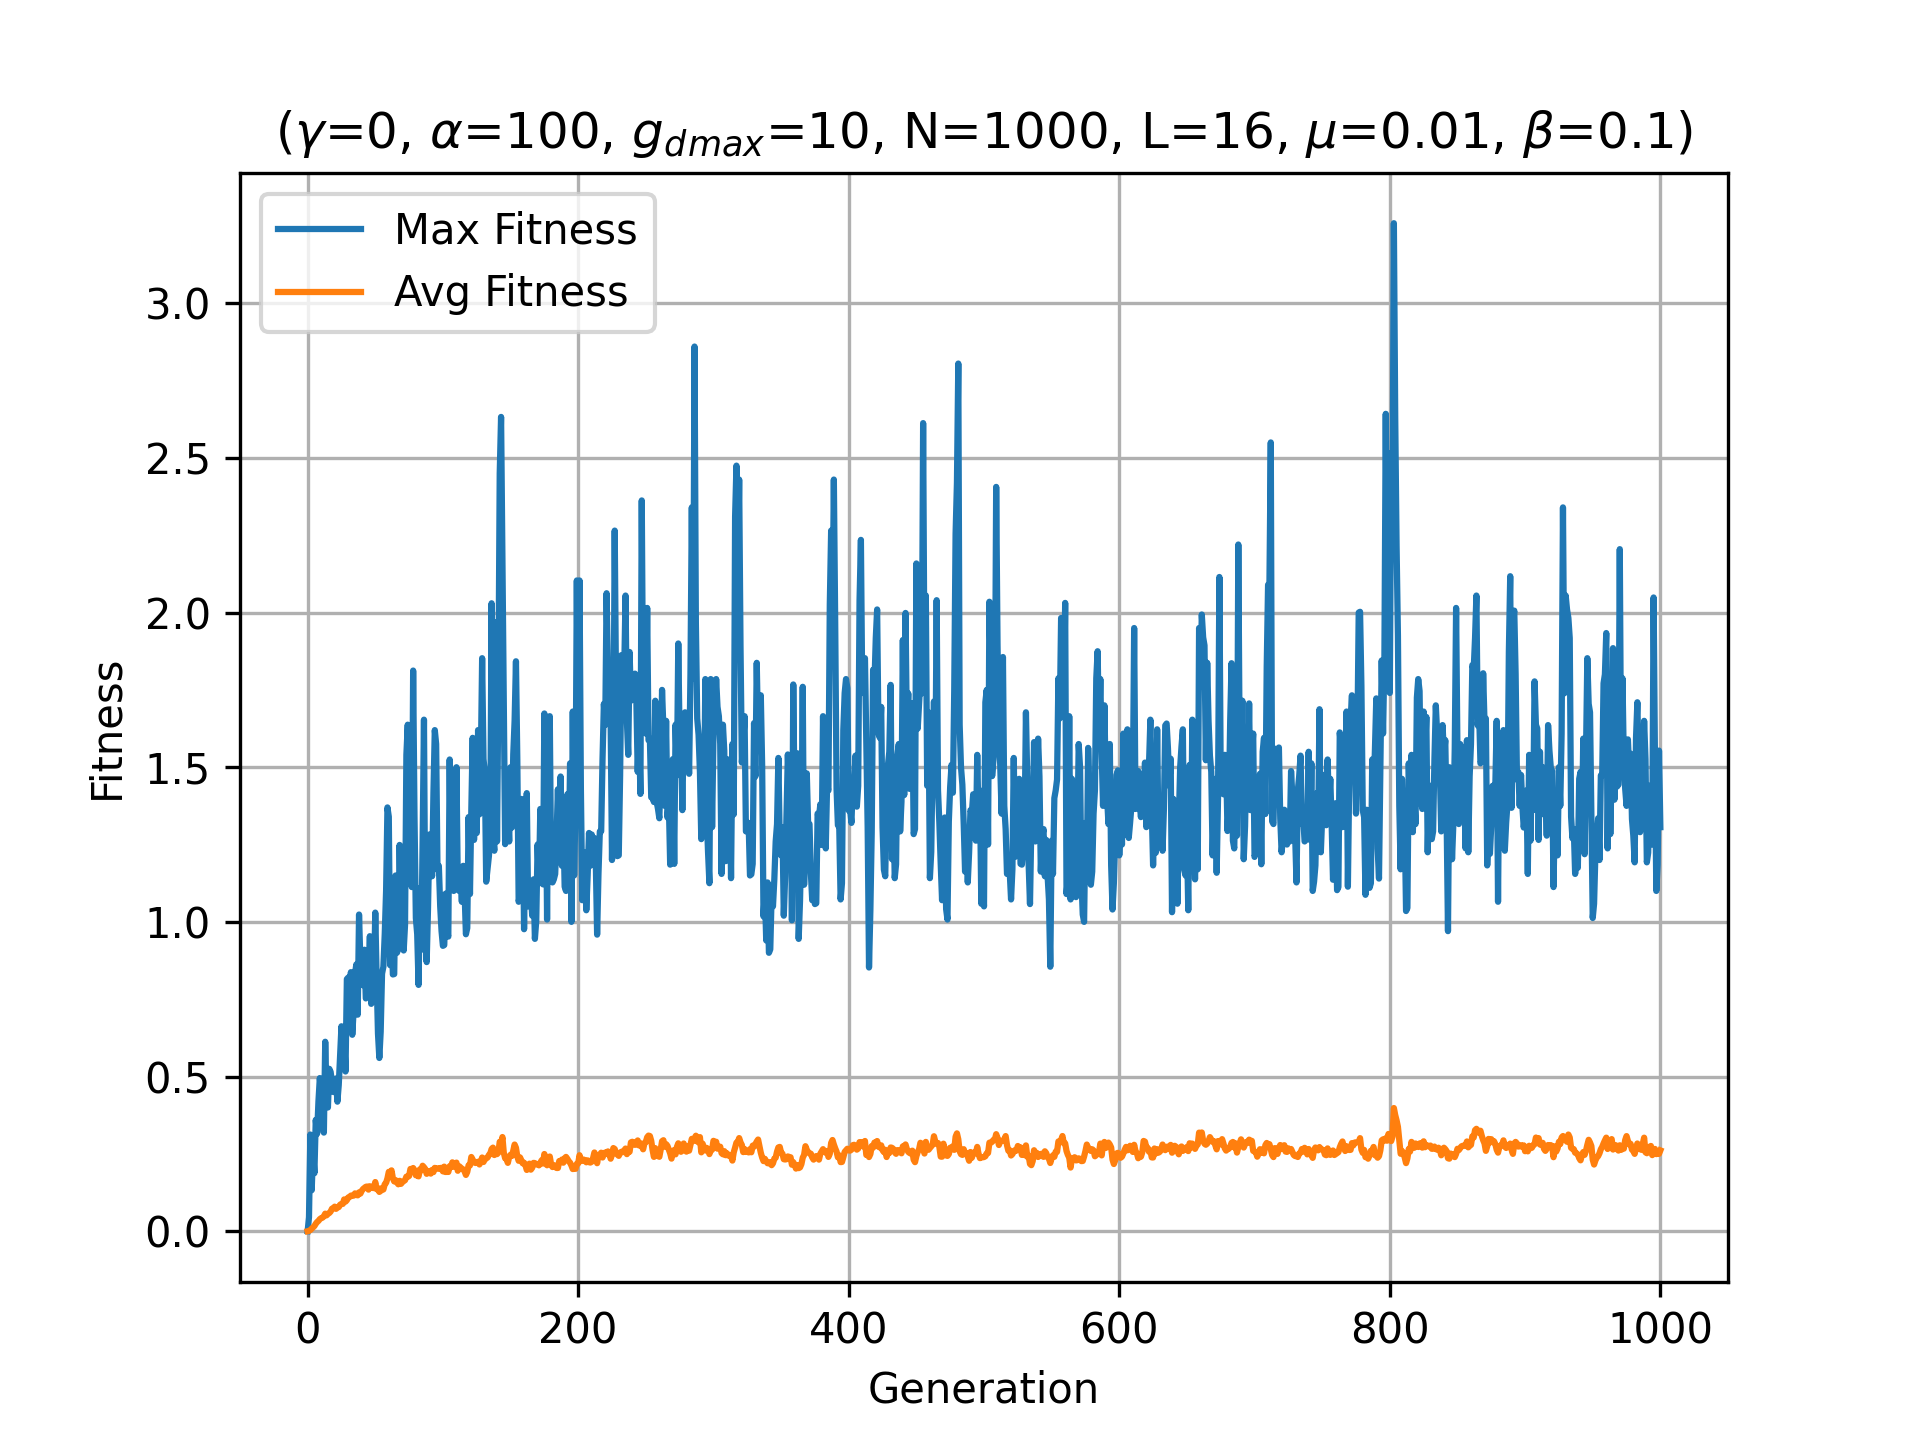 (γ=0, α=100, g_dmax=10, N=1000, L=16, μ=0.01, β=0.1)
Max Fitness
Avg Fitness
3.0
2.5
2.0
1.5
1.0
0.5
0.0
Fitness
0 200 400 600 800 1000
Generation